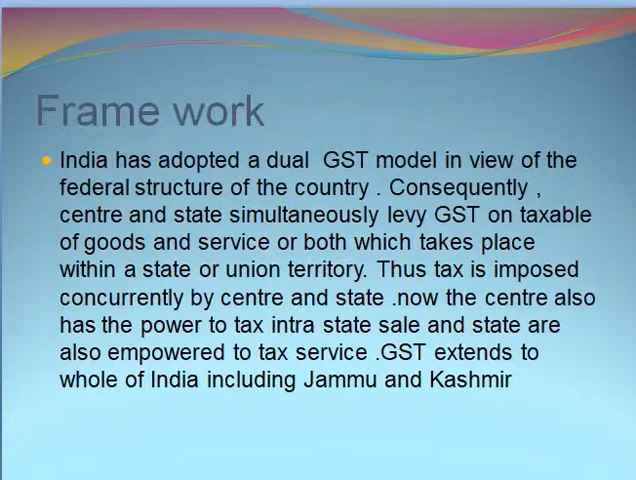 Frame work
India has adopted a dual  GST model in view of the
federal structure of the country . Consequently ,
centre and state simultaneously levy GST on taxable
of goods and service or both which takes place
within a state or union territory. Thus tax is imposed
concurrently by centre and state .now the centre also
has the power to tax intra state sale and state are
also empowered to tax service .GST extends to
whole of India including Jammu and Kashmir